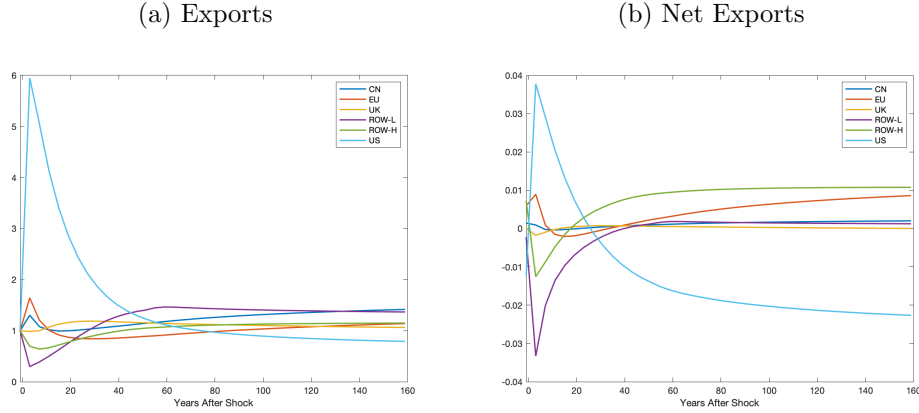 (a) Exports
(b) Net Exports
6
5
4
3
2
1
0
0 20 40 60 80 100 120 140 160
Years After Shock
CN
EU
UK
ROW-L
ROW-H
US
0.04
0.03
0.02
0.01
0
-0.01
-0.02
-0.03
-0.04
0 20 40 60 80 100 120 140 160
Years After Shock
CN
EU
UK
ROW-L
ROW-H
US